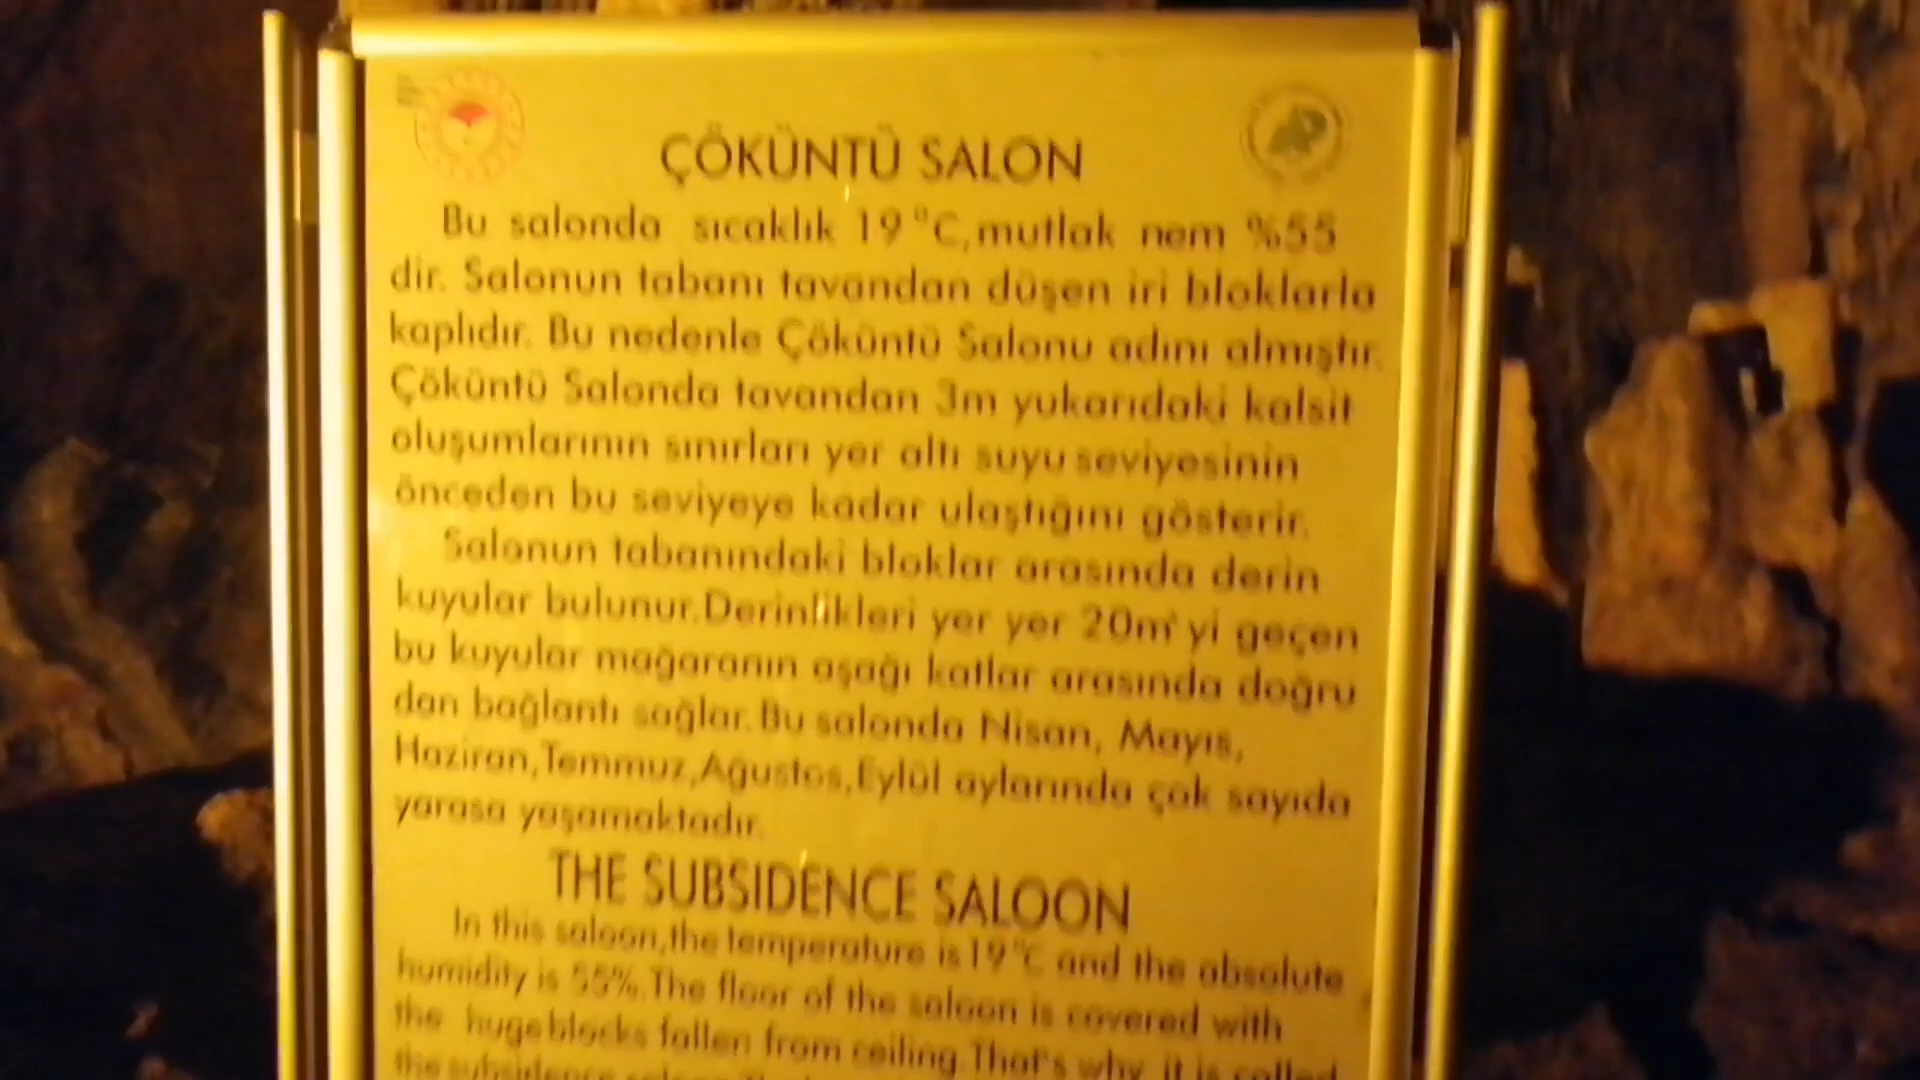 ÇÖKÜNTÜ SALON
Bu salonda sıcaklık 19 °C,mutlak nem %55
dir. Salonun tabanı tavandan düşen iri bloklarla
kaplıdır. Bu nedenle Çöküntü Salonu adını almıştır.
Çöküntü Salonda tavandan 3m yukarıdaki kalsit
oluşumlarının sınırları yer altı suyu seviyesinin
önceden bu seviyeye kadar ulaştığını gösterir.
Salonun tabanındaki bloklar arasında derin
kuyular bulunur.Derinlikleri yer yer 20m'yi geçen
bu kuyular mağaranın aşağı katlar arasında doğru
dan bağlantı sağlar.Bu salonda Nisan, Mayıs,
Haziran,Temmuz,Ağustos,Eylül aylarında çok sayıda
yarasa yaşamaktadır.
THE SUBSIDENCE SALOON
In this saloon,the temperature is 19 °C and the absolute
humidity is 55%.The floor of the saloon is covered with
the huge blocks fallen from ceiling.That's why it is called
the subsidence saloon.